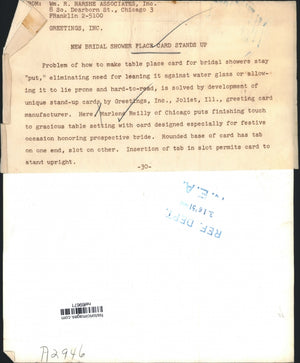 FROM: Wm. R. HARSHE ASSOCIATES, Inc.
8 So. Dearborn St., Chicago 3
FRanklin 2-5100
GREETINGS, INC.
NEW BRIDAL SHOWER PLACE CARD STANDS UP
Problem of how to make table place card for bridal showers stay
"put," eliminating need for leaning it against water glass or allow-
ing it to lie prone and hard-to-read, is solved by development of
unique stand-up cards by Greetings, Inc., Joliet, Ill., greeting card
manufacturer. Here Marlene Reilly of Chicago puts finishing touch
to gracious table setting with card designed especially for festive
occasion honoring prospective bride. Rounded base of card has tab
on one end, slot on other. Insertion of tab in slot permits card to
stand upright.
-30-
N. E. A.
REF. DEPT.
historicimages.com
A2946